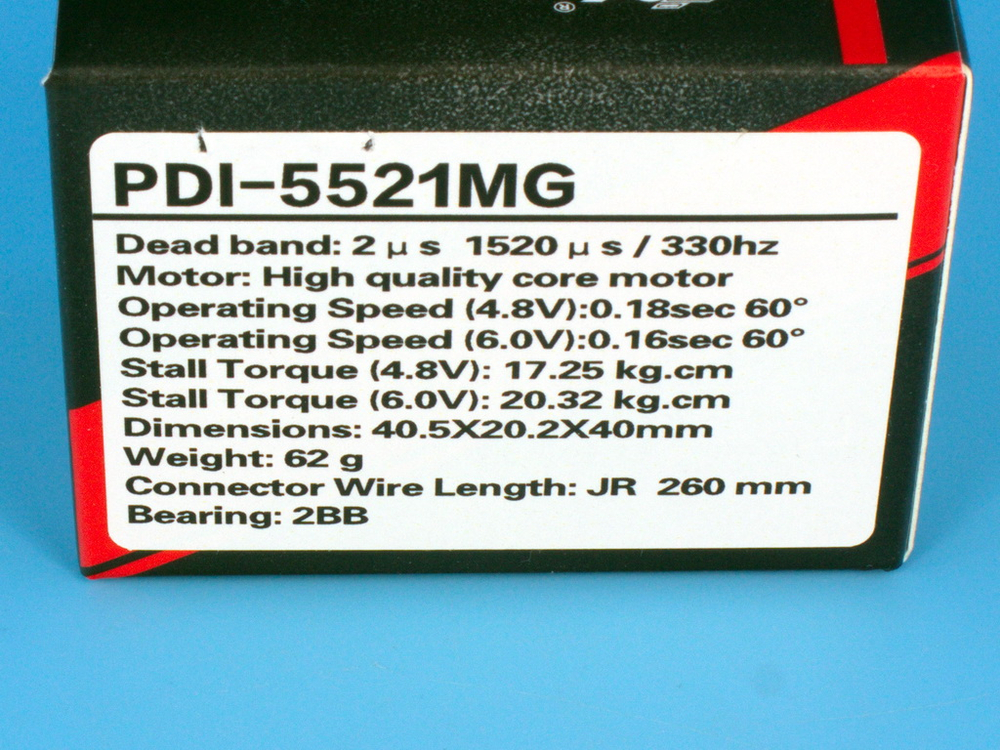 ®
PDI-5521MG
Dead band: 2 μs 1520 μs / 330hz
Motor: High quality core motor
Operating Speed (4.8V):0.18sec 60°
Operating Speed (6.0V):0.16sec 60°
Stall Torque (4.8V): 17.25 kg.cm
Stall Torque (6.0V): 20.32 kg.cm
Dimensions: 40.5X20.2X40mm
Weight: 62 g
Connector Wire Length: JR 260 mm
Bearing: 2BB